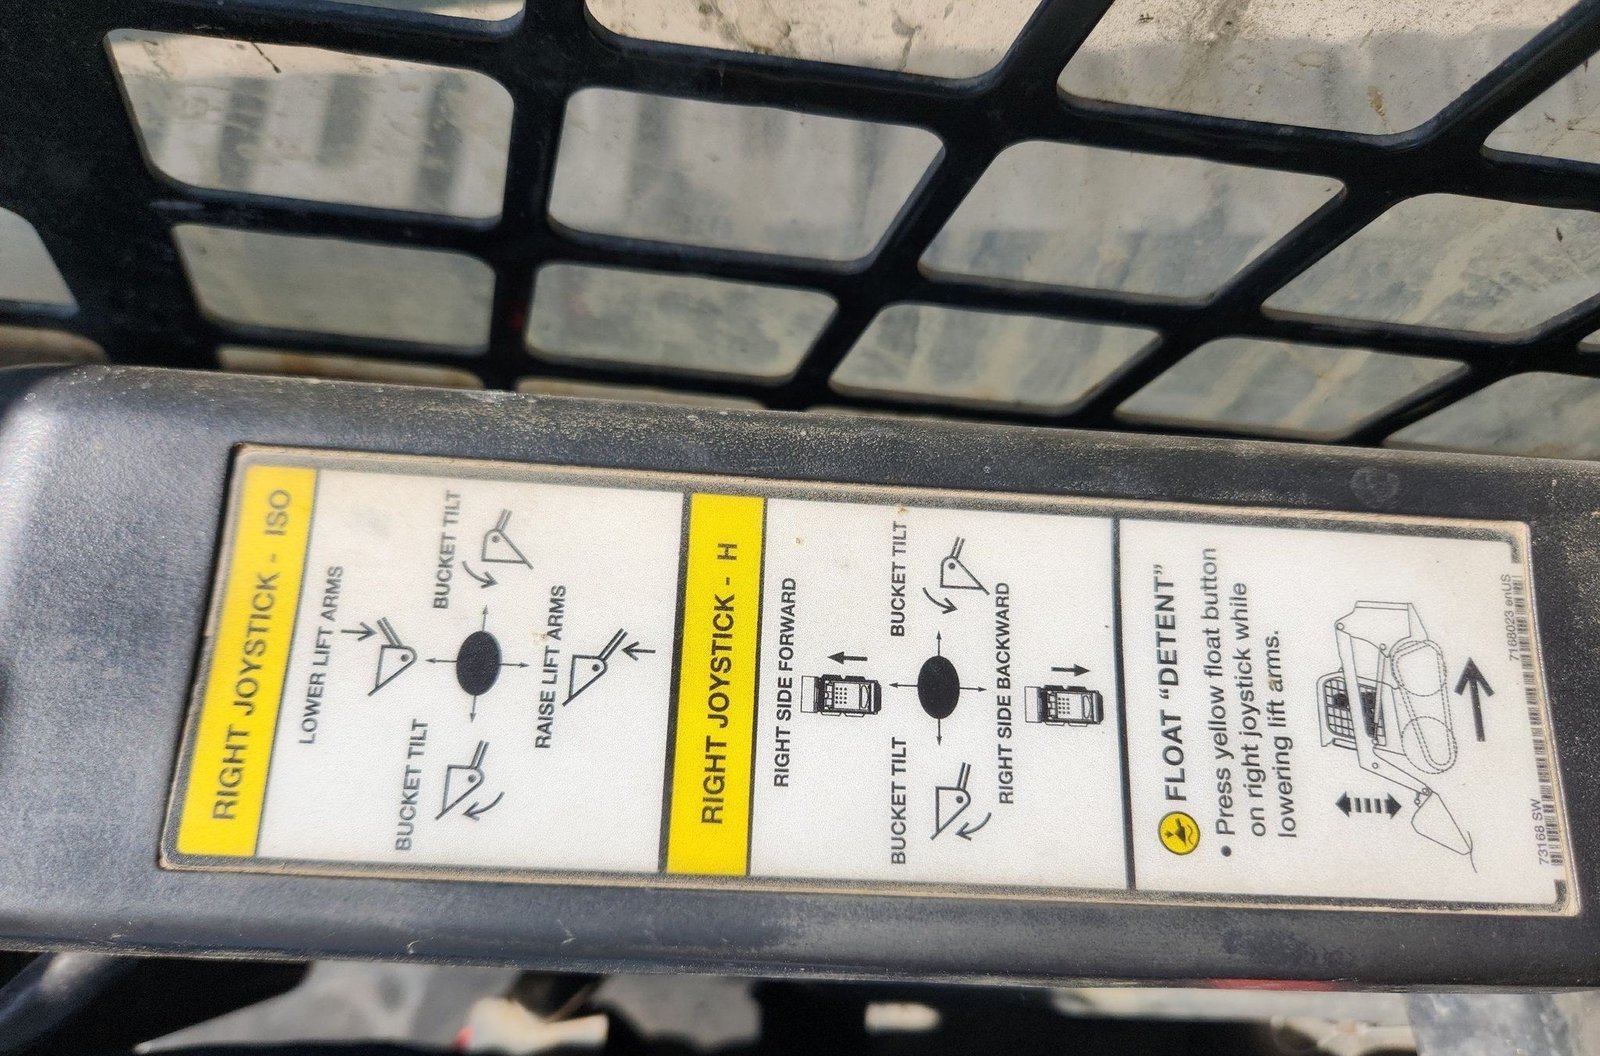 RIGHT JOYSTICK - ISO
LOWER LIFT ARMS
BUCKET TILT
BUCKET TILT
RAISE LIFT ARMS
RIGHT JOYSTICK - H
RIGHT SIDE FORWARD
BUCKET TILT
BUCKET TILT
RIGHT SIDE BACKWARD
FLOAT “DETENT”
• Press yellow float button
on right joystick while
lowering lift arms.
73168 SW
7168023 enUS